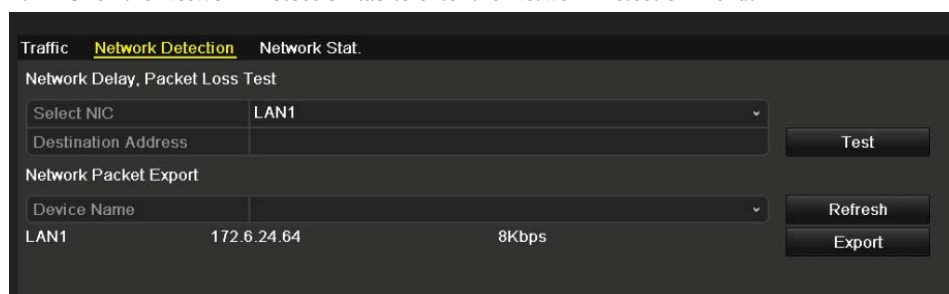 Traffic Network Detection Network Stat.
Network Delay, Packet Loss Test
Select NIC LAN1
Destination Address Test
Network Packet Export
Device Name Refresh
LAN1 172.6.24.64 8Kbps Export